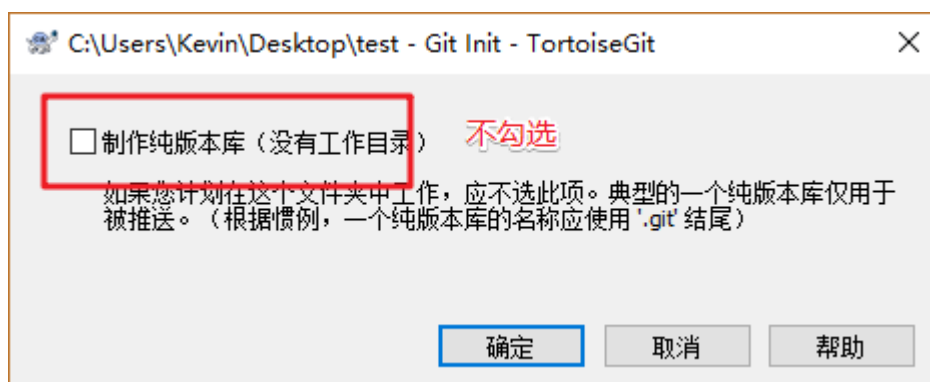 C:\Users\Kevin\Desktop\test - Git Init - TortoiseGit
制作纯版本库（没有工作目录） 不勾选
如果您计划在这个文件夹中工作，应不选此项。典型的一个纯版本库仅用于
被推送。（根据惯例，一个纯版本库的名称应使用 '.git' 结尾）
确定 取消 帮助